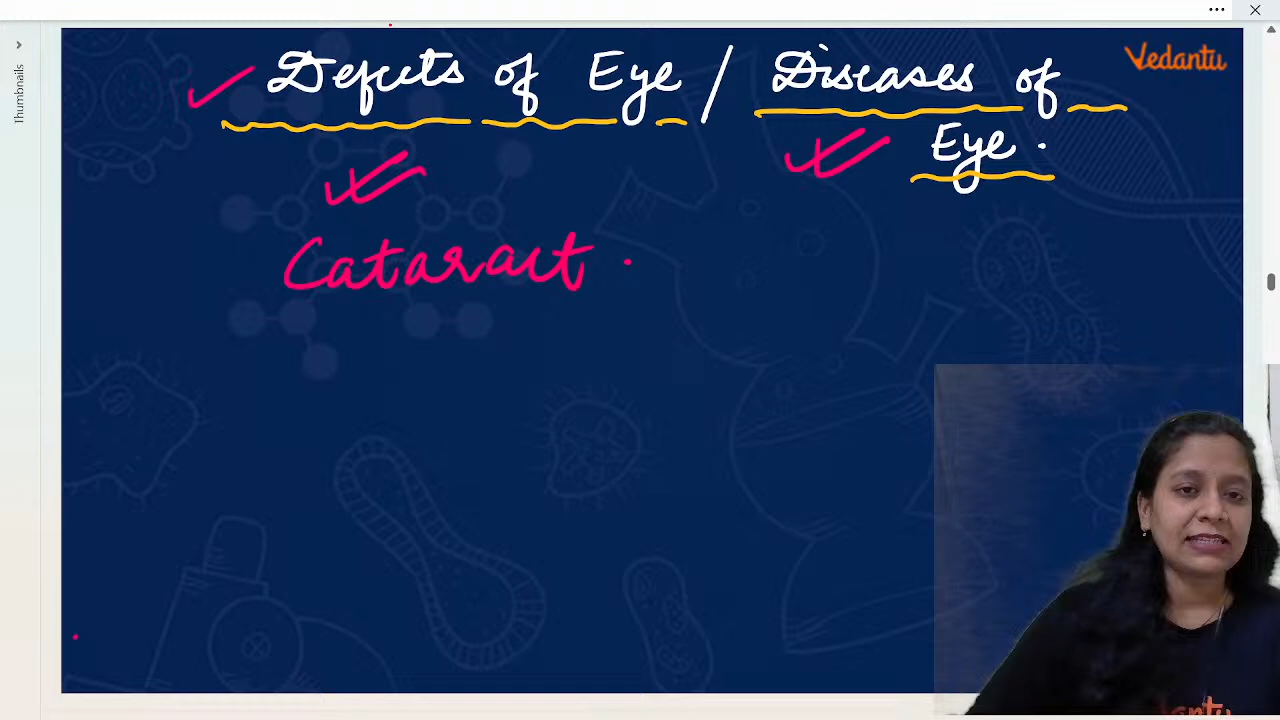 Thumbnails
Vedantu
Defects of Eye / Diseases of
Eye.
Cataract.